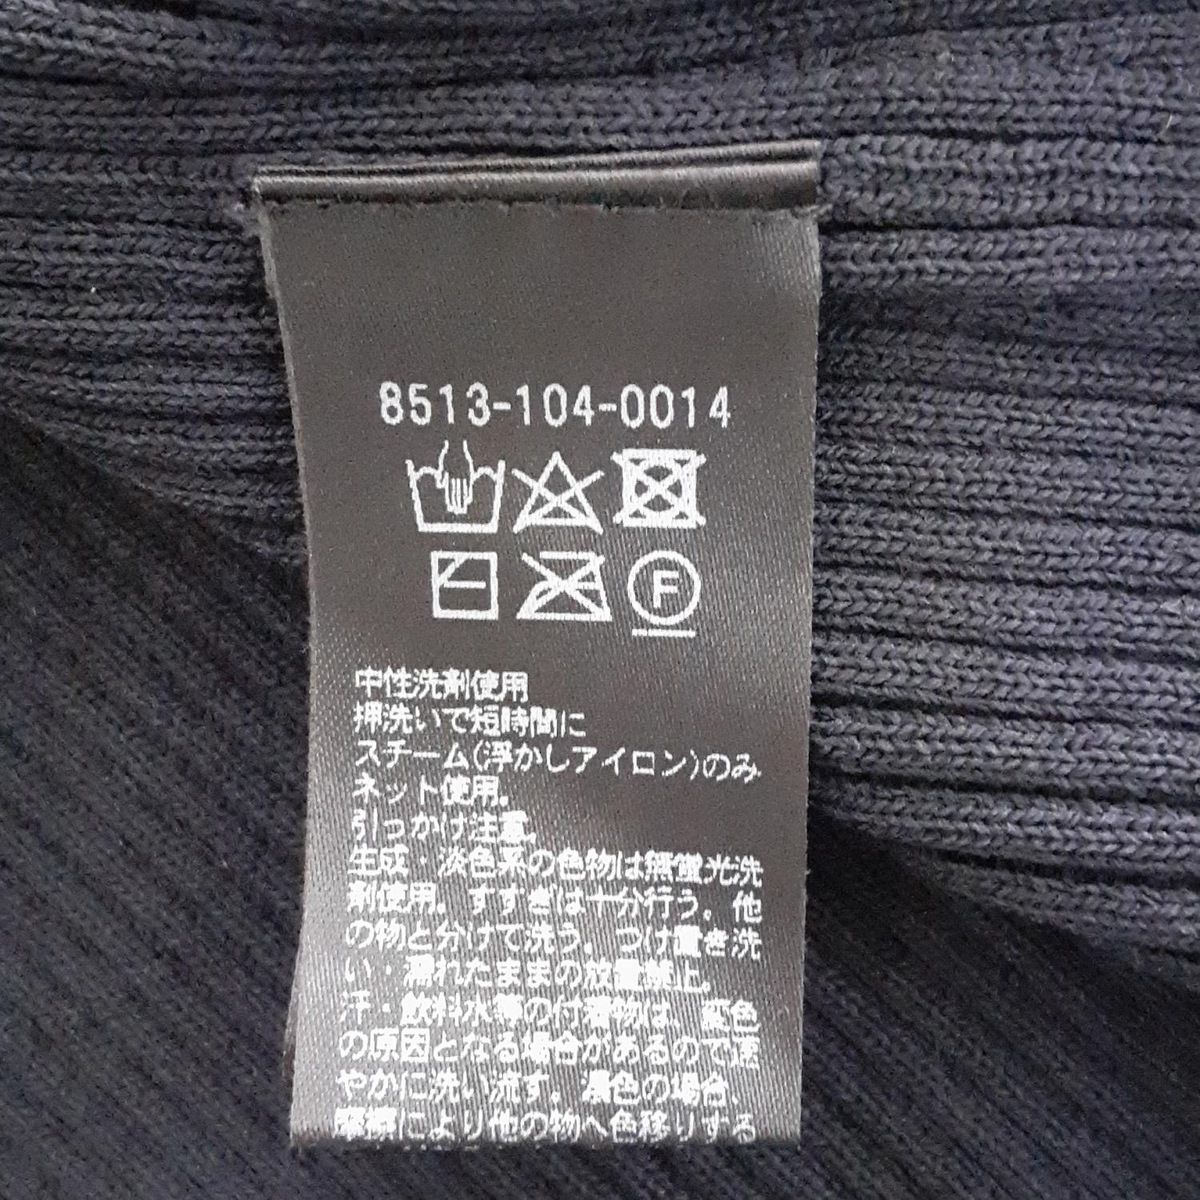 8513-104-0014
F
中性洗剤使用
押洗いで短時間に
スチーム(浮かしアイロン)のみ
ネット使用。
引っかけ注意。
生成・淡色系の色物は無蛍光洗
剤使用。すすぎは十分行う。他
の物と分けて洗う。つけ置き洗
い・濡れたままの放置禁止。
汗・飲料水等の付着物は、変色
の原因となる場合があるので速
やかに洗い流す。濃色の場合、
摩擦により他の物へ色移りする